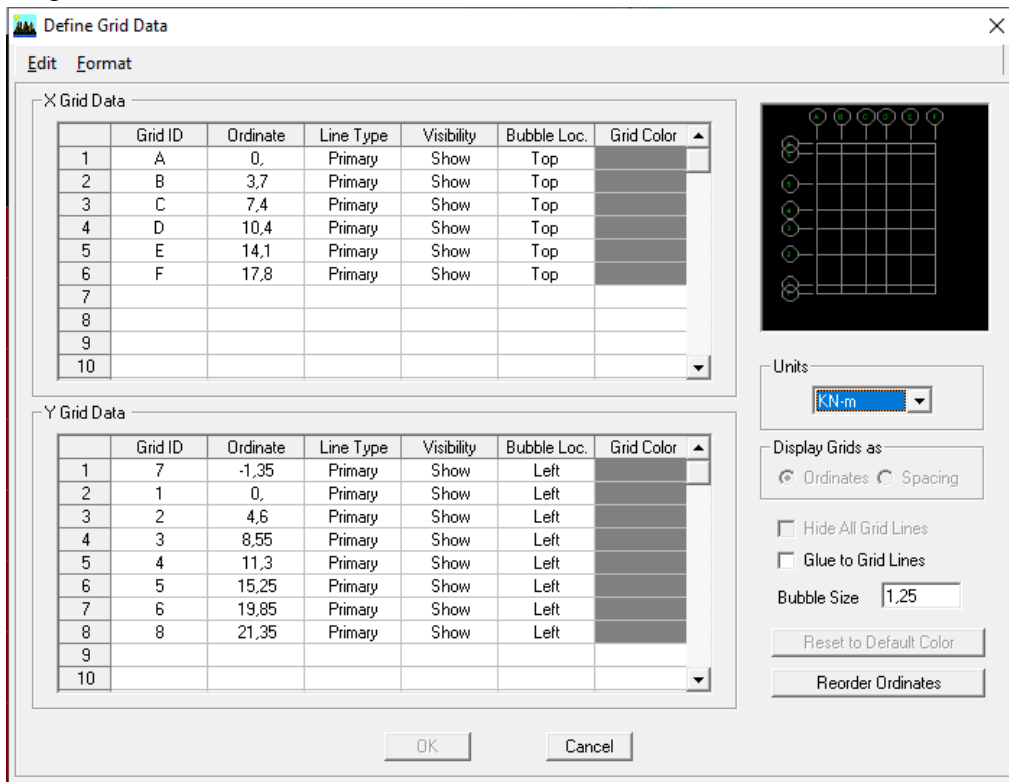 Define Grid Data
Edit Format
X Grid Data
Grid ID Ordinate Line Type Visibility Bubble Loc. Grid Color
1 A 0, Primary Show Top
2 B 3,7 Primary Show Top
3 C 7,4 Primary Show Top
4 D 10,4 Primary Show Top
5 E 14,1 Primary Show Top
6 F 17,8 Primary Show Top
7
8
9
10
Y Grid Data
Grid ID Ordinate Line Type Visibility Bubble Loc. Grid Color
1 7 -1,35 Primary Show Left
2 1 0, Primary Show Left
3 2 4,6 Primary Show Left
4 3 8,55 Primary Show Left
5 4 11,3 Primary Show Left
6 5 15,25 Primary Show Left
7 6 19,85 Primary Show Left
8 8 21,35 Primary Show Left
9
10
A B C D E F
5
4
3
2
Units
KN-m
Display Grids as
Ordinates Spacing
Hide All Grid Lines
Glue to Grid Lines
Bubble Size 1,25
Reset to Default Color
Reorder Ordinates
OK Cancel